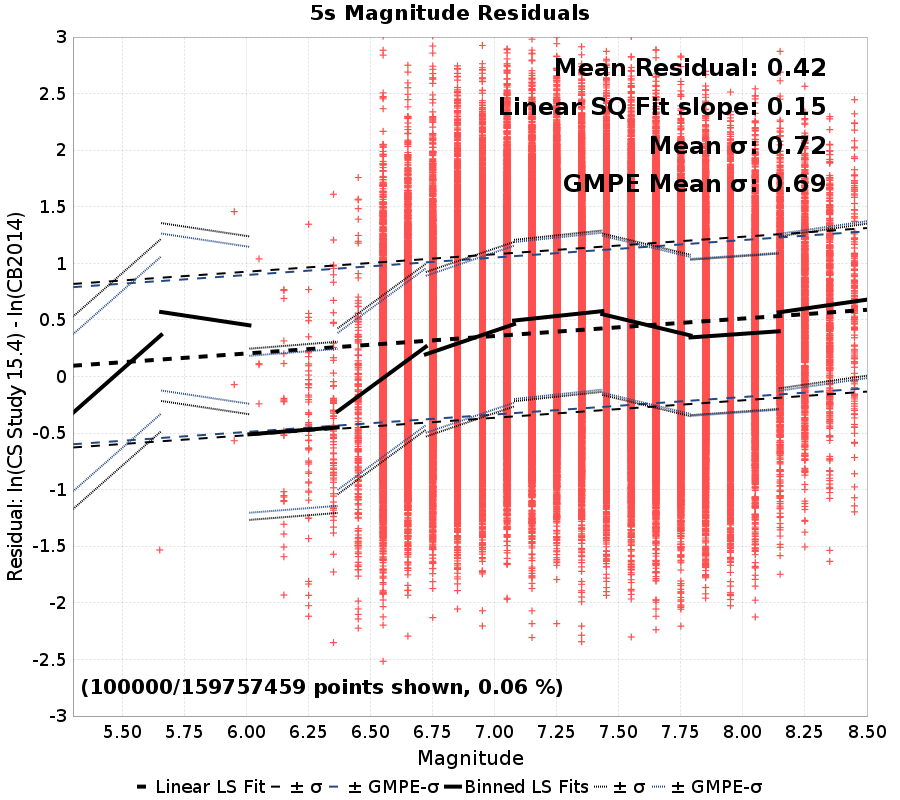 5s Magnitude Residuals
Mean Residual: 0.42
Linear SQ Fit slope: 0.15
Mean σ: 0.72
GMPE Mean σ: 0.69
Residual: ln(CS Study 15.4) - ln(CB2014)
3
2.5
2
1.5
1
0.5
0
-0.5
-1
-1.5
-2
-2.5
-3
(100000/159757459 points shown, 0.06 %)
5.50 5.75 6.00 6.25 6.50 6.75 7.00 7.25 7.50 7.75 8.00 8.25 8.50
Magnitude
Linear LS Fit ± σ ± GMPE-σ Binned LS Fits ± σ ± GMPE-σ